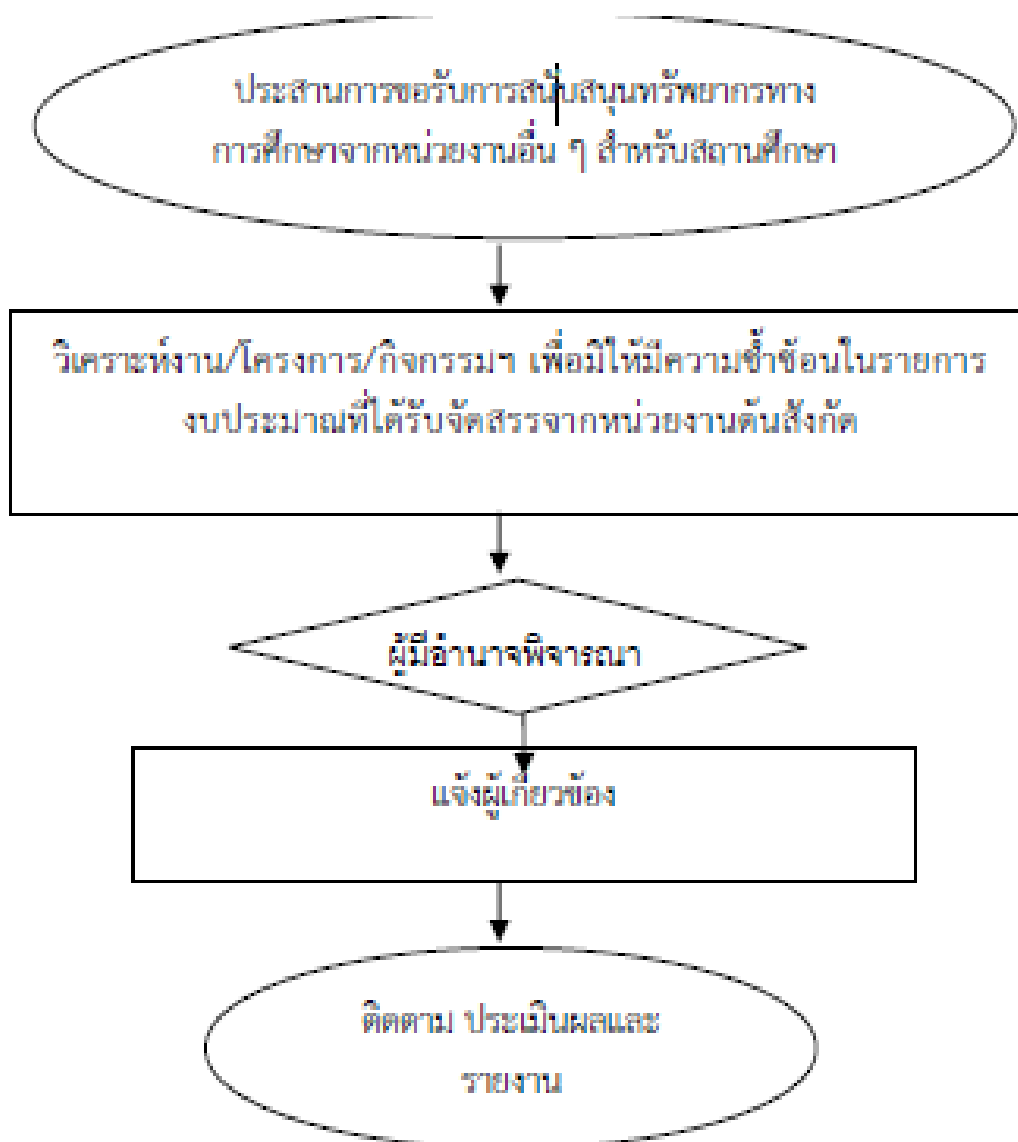 ประสานการขอรับการสนับสนุนทรัพยากรทาง
การศึกษาจากหน่วยงานอื่น ๆ สำหรับสถานศึกษา
วิเคราะห์งาน/โครงการ/กิจกรรมฯ เพื่อมิให้มีความซ้ำซ้อนในรายการ
งบประมาณที่ได้รับจัดสรรจากหน่วยงานต้นสังกัด
ผู้มีอำนาจพิจารณา
แจ้งผู้เกี่ยวข้อง
ติดตาม ประเมินผลและ
รายงาน